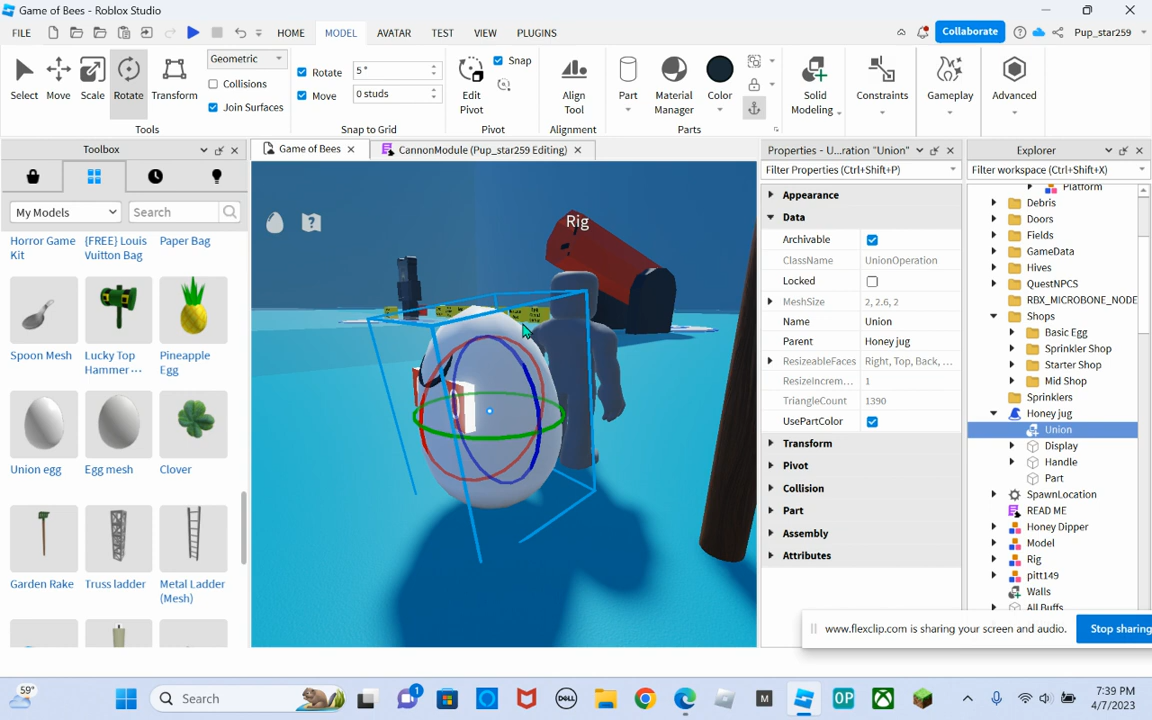 Game of Bees - Roblox Studio
FILE
HOME
MODEL
AVATAR
TEST
VIEW
PLUGINS
Collaborate
Pup_star259
Select
Move
Scale
Rotate
Transform
Geometric
Collisions
Join Surfaces
Tools
Rotate
5 °
Move
0 studs
Snap to Grid
Edit
Pivot
Snap
Pivot
Align
Tool
Alignment
Part
Material
Manager
Color
Parts
Solid
Modeling
Constraints
Gameplay
Advanced
Toolbox
My Models
Search
Horror Game
Kit
{FREE} Louis
Vuitton Bag
Paper Bag
Spoon Mesh
Lucky Top
Hammer ···
Pineapple
Egg
Union egg
Egg mesh
Clover
Garden Rake
Truss ladder
Metal Ladder
(Mesh)
Game of Bees
CannonModule (Pup_star259 Editing)
Rig
Properties - U...ration "Union"
Filter Properties (Ctrl+Shift+P)
Appearance
Data
Archivable
ClassName
UnionOperation
Locked
MeshSize
2, 2.6, 2
Name
Union
Parent
Honey jug
ResizeableFaces
Right, Top, Back, ...
ResizeIncrem...
1
TriangleCount
1390
UsePartColor
Transform
Pivot
Collision
Part
Assembly
Attributes
Explorer
Filter workspace (Ctrl+Shift+X)
Platform
Debris
Doors
Fields
GameData
Hives
QuestNPCS
RBX_MICROBONE_NODE
Shops
Basic Egg
Sprinkler Shop
Starter Shop
Mid Shop
Sprinklers
Honey jug
Union
Display
Handle
Part
SpawnLocation
READ ME
Honey Dipper
Model
Rig
pitt149
Walls
All Buffs
www.flexclip.com is sharing your screen and audio.
Stop sharing
59°
Search
1
DELL
M
OP
7:39 PM
4/7/2023